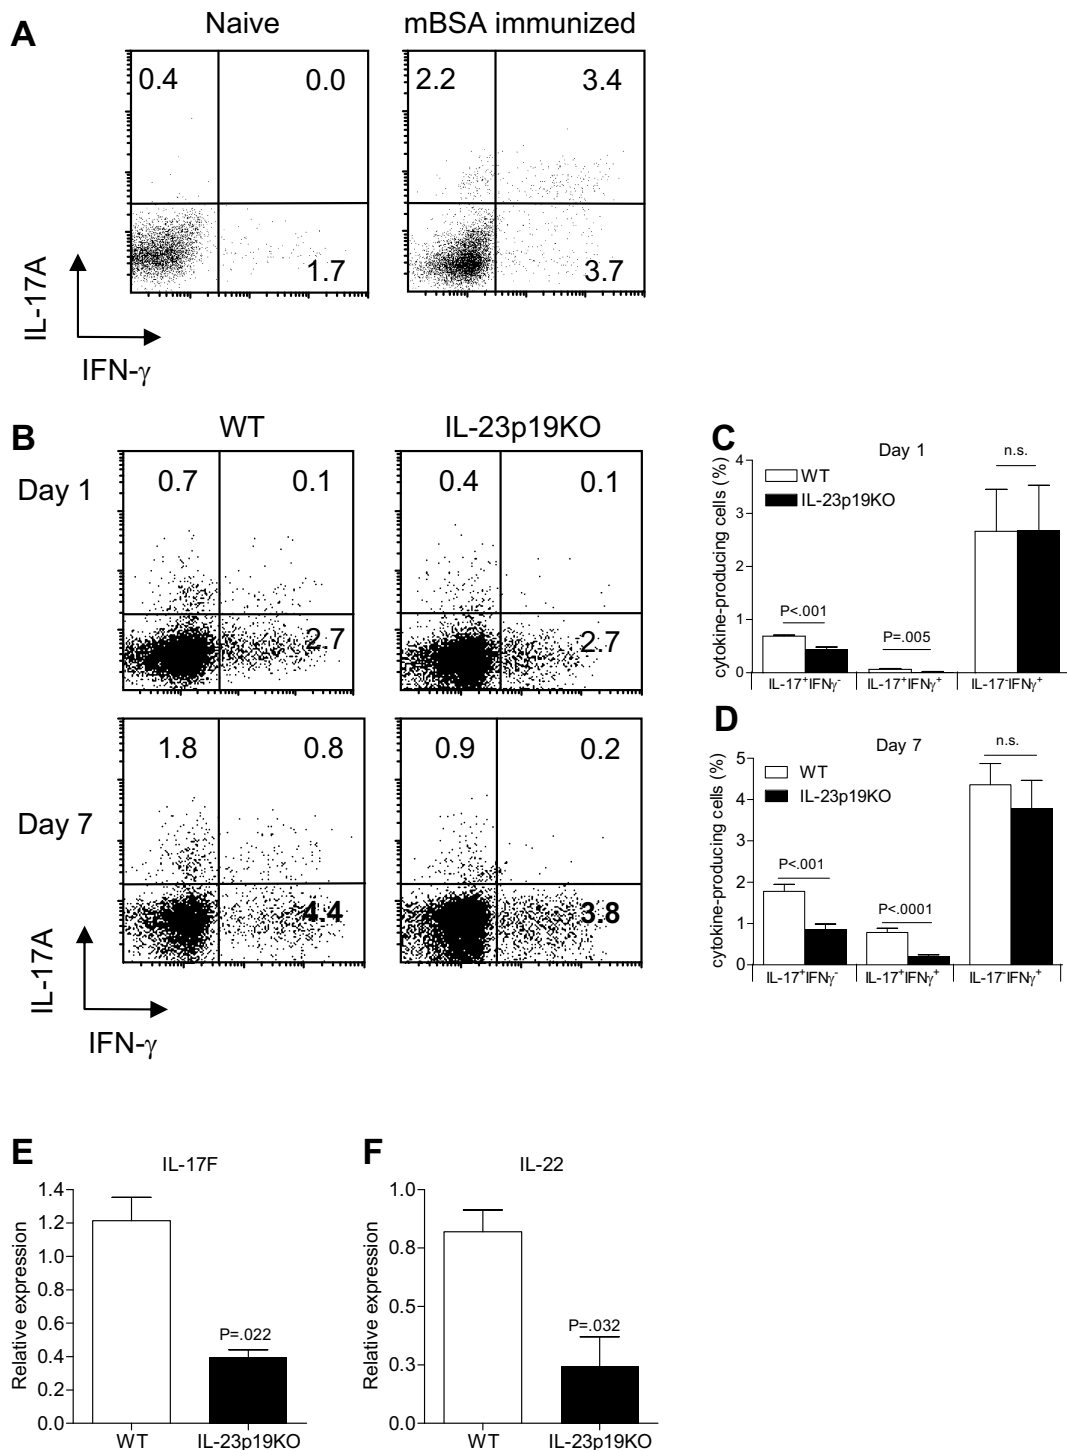 A
Naive
mBSA immunized
0.4
0.0
2.2
3.4
1.7
3.7
IL-17A
IFN-γ
B
WT
IL-23p19KO
Day 1
0.7
0.1
0.4
0.1
2.7
2.7
Day 7
1.8
0.8
0.9
0.2
4.4
3.8
IL-17A
IFN-γ
C
Day 1
cytokine-producing cells (%)
4
3
2
1
0
WT
IL-23p19KO
P<.001
P=.005
n.s.
IL-17⁺IFNγ⁻
IL-17⁺IFNγ⁺
IL-17⁻IFNγ⁺
D
Day 7
cytokine-producing cells (%)
5
4
3
2
1
0
WT
IL-23p19KO
P<.001
P<.0001
n.s.
IL-17⁺IFNγ⁻
IL-17⁺IFNγ⁺
IL-17⁻IFNγ⁺
E
IL-17F
Relative expression
1.4
1.2
1.0
0.8
0.6
0.4
0.2
0.0
P=.022
WT
IL-23p19KO
F
IL-22
Relative expression
1.0
0.8
0.5
0.3
0.0
P=.032
WT
IL-23p19KO